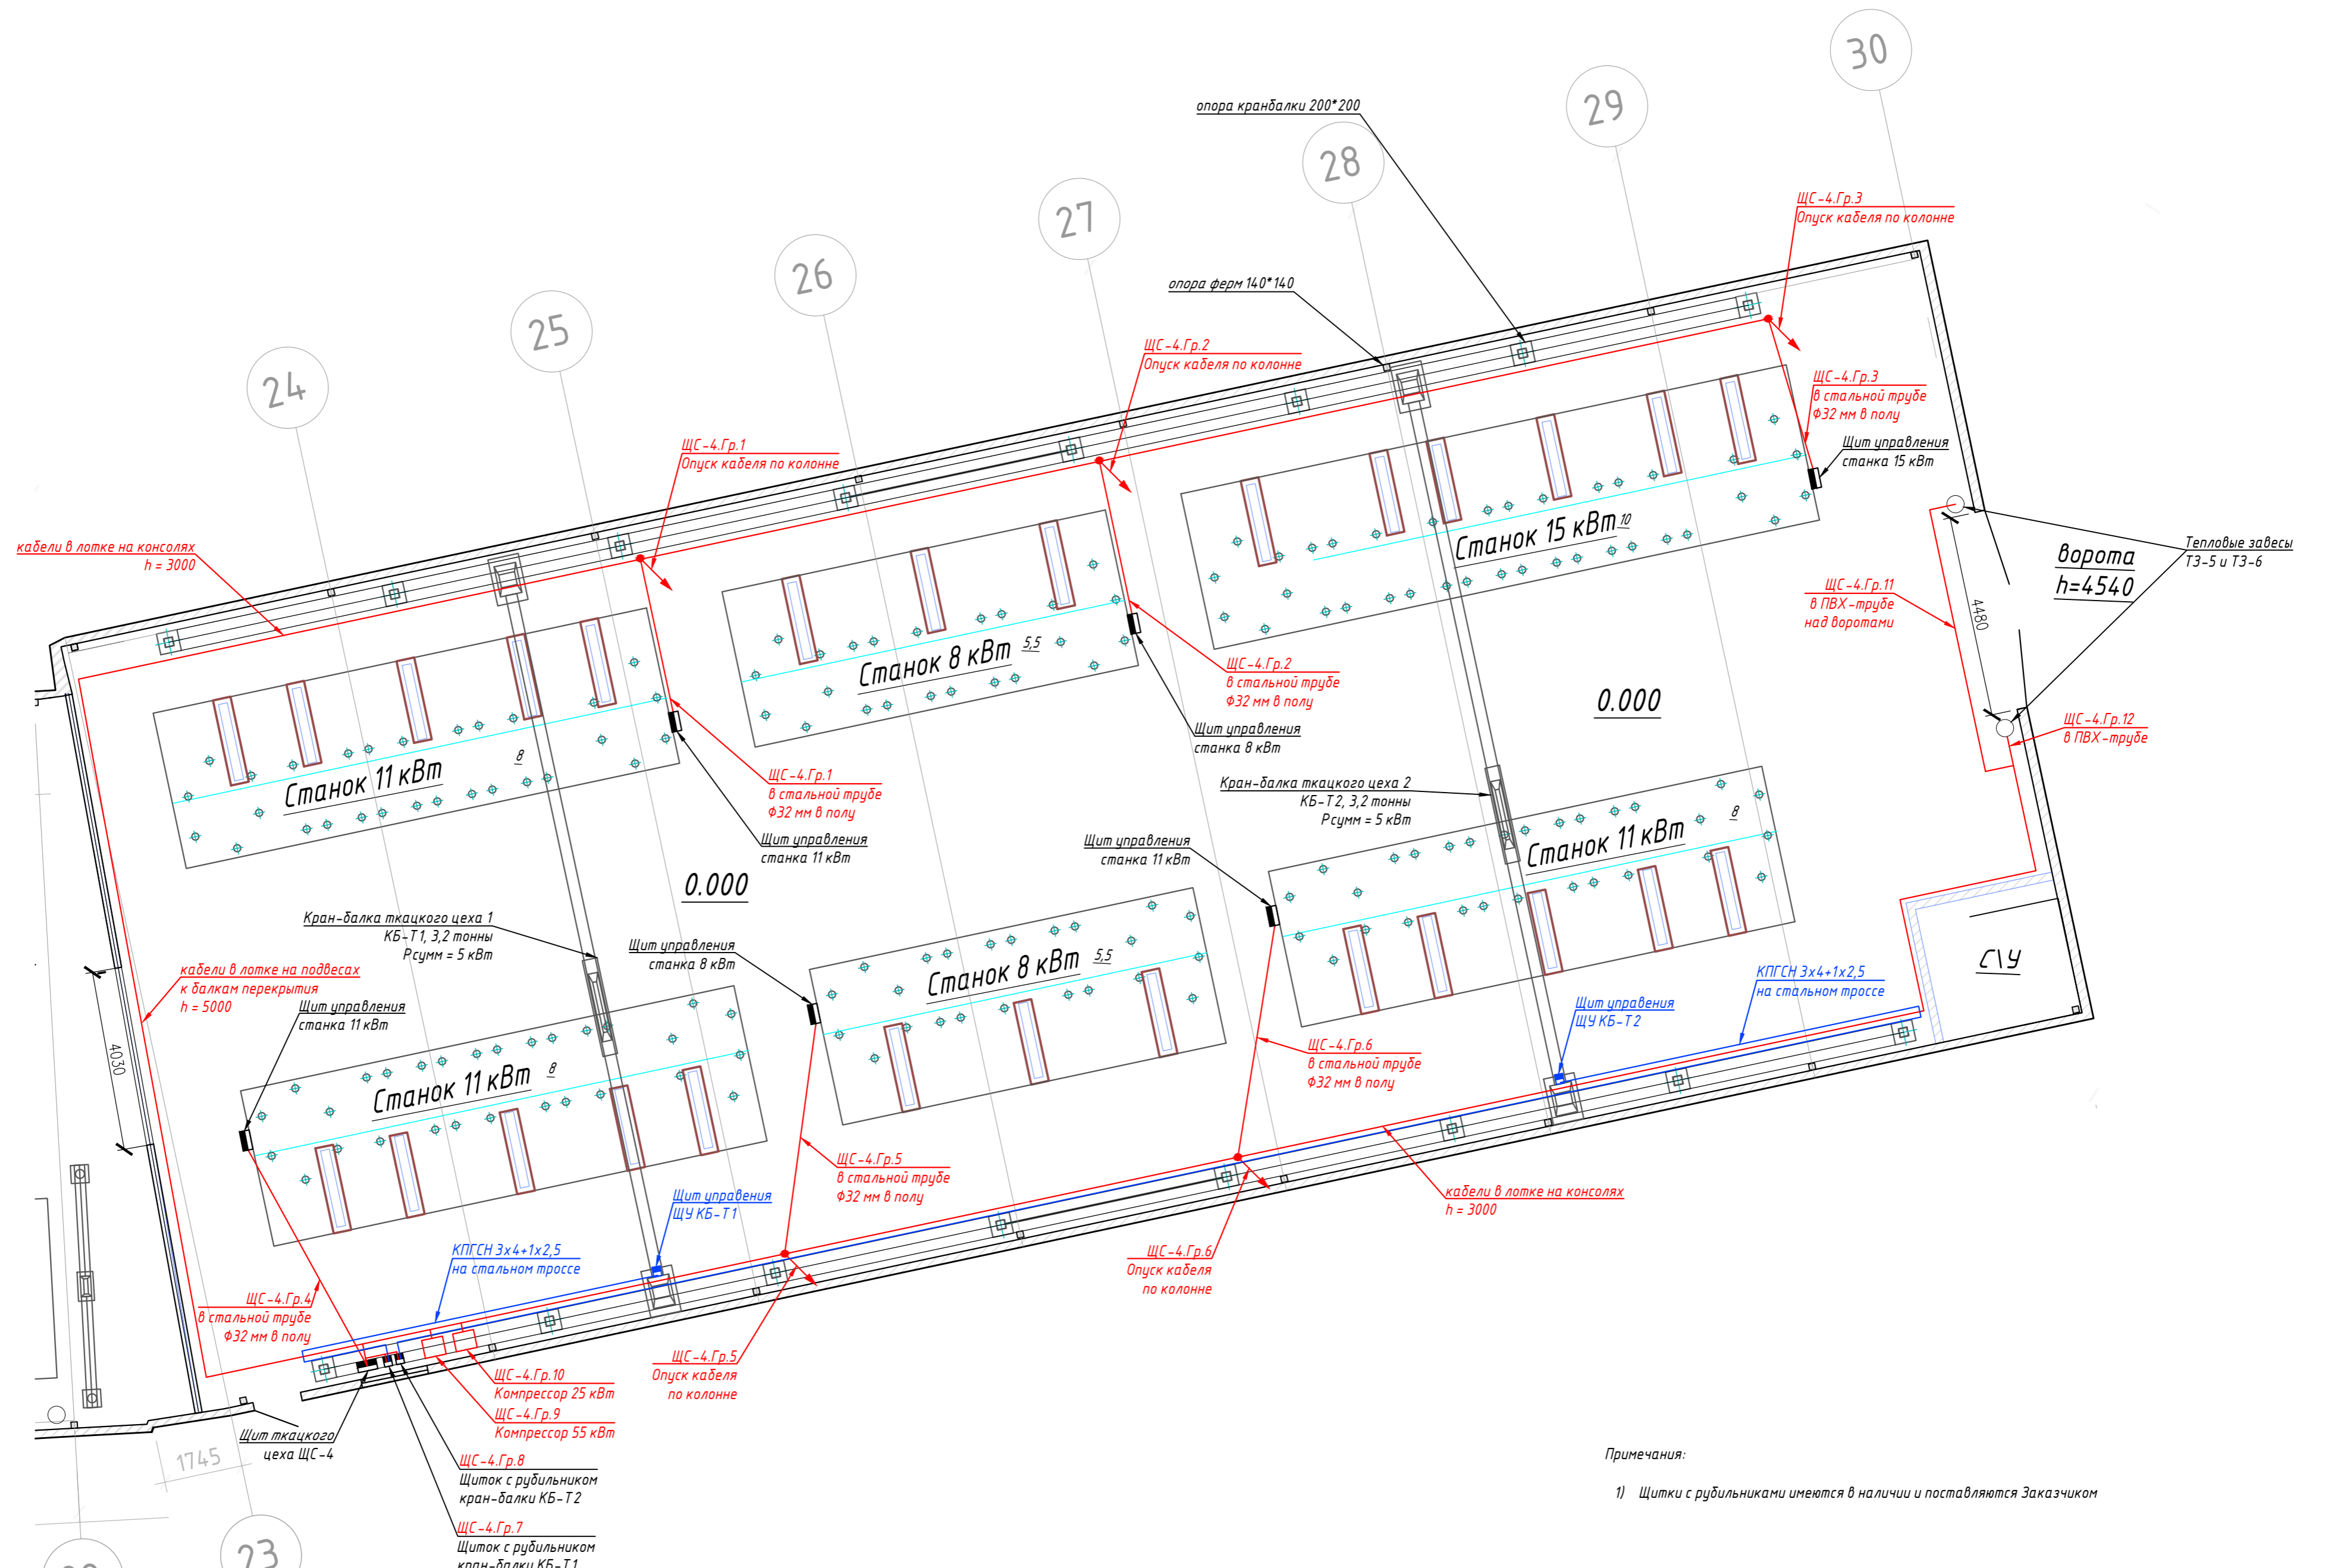 30
29
28
27
26
25
24
опора кранбалки 200*200
опора ферм 140*140
ЩС-4.Гр.3
Опуск кабеля по колонне
ЩС-4.Гр.2
Опуск кабеля по колонне
ЩС-4.Гр.1
Опуск кабеля по колонне
ЩС-4.Гр.3
в стальной трубе
Ф32 мм в полу
Щит управления
станка 15 кВт
кабели в лотке на консолях
h = 3000
Станок 15 кВт
10
Тепловые завесы
ТЗ-5 и ТЗ-6
ворота
h=4540
ЩС-4.Гр.11
в ПВХ-трубе
над воротами
4480
ЩС-4.Гр.12
в ПВХ-трубе
Станок 8 кВт
5,5
ЩС-4.Гр.2
в стальной трубе
Ф32 мм в полу
Щит управления
станка 8 кВт
0.000
Станок 11 кВт
8
ЩС-4.Гр.1
в стальной трубе
Ф32 мм в полу
Щит управления
станка 11 кВт
Кран-балка ткацкого цеха 2
КБ-Т2, 3,2 тонны
Pсумм = 5 кВт
Щит управления
станка 11 кВт
Станок 11 кВт
8
0.000
Кран-балка ткацкого цеха 1
КБ-Т1, 3,2 тонны
Pсумм = 5 кВт
Щит управления
станка 8 кВт
Станок 8 кВт
5,5
С\У
кабели в лотке на подвесах
к балкам перекрытия
h = 5000
Щит управления
станка 11 кВт
4030
КПГСН 3х4+1х2,5
на стальном троссе
Щит управения
ЩУ КБ-Т2
Станок 11 кВт
8
ЩС-4.Гр.6
в стальной трубе
Ф32 мм в полу
ЩС-4.Гр.5
в стальной трубе
Ф32 мм в полу
Щит управения
ЩУ КБ-Т1
кабели в лотке на консолях
h = 3000
КПГСН 3х4+1х2,5
на стальном троссе
ЩС-4.Гр.6
Опуск кабеля
по колонне
ЩС-4.Гр.4
в стальной трубе
Ф32 мм в полу
ЩС-4.Гр.5
Опуск кабеля
по колонне
ЩС-4.Гр.10
Компрессор 25 кВт
ЩС-4.Гр.9
Компрессор 55 кВт
Щит ткацкого
цеха ЩС-4
1745
ЩС-4.Гр.8
Щиток с рубильником
кран-балки КБ-Т2
ЩС-4.Гр.7
Щиток с рубильником
кран-балки КБ-Т1
23
Примечания:
1) Щитки с рубильниками имеются в наличии и поставляются Заказчиком